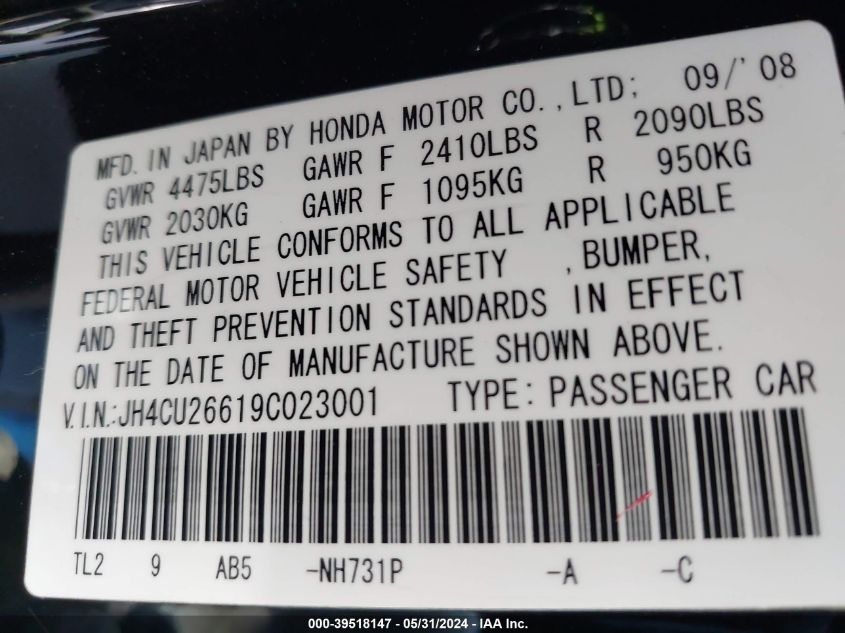 MFD. IN JAPAN BY HONDA MOTOR CO., LTD; 09/'08
GVWR 4475LBS GAWR F 2410LBS R 2090LBS
GVWR 2030KG GAWR F 1095KG R 950KG
THIS VEHICLE CONFORMS TO ALL APPLICABLE
FEDERAL MOTOR VEHICLE SAFETY , BUMPER,
AND THEFT PREVENTION STANDARDS IN EFFECT
ON THE DATE OF MANUFACTURE SHOWN ABOVE.
V.I.N.:JH4CU26619C023001 TYPE: PASSENGER CAR
TL2 9 AB5 -NH731P -A -C
000-39518147 - 05/31/2024 - IAA Inc.